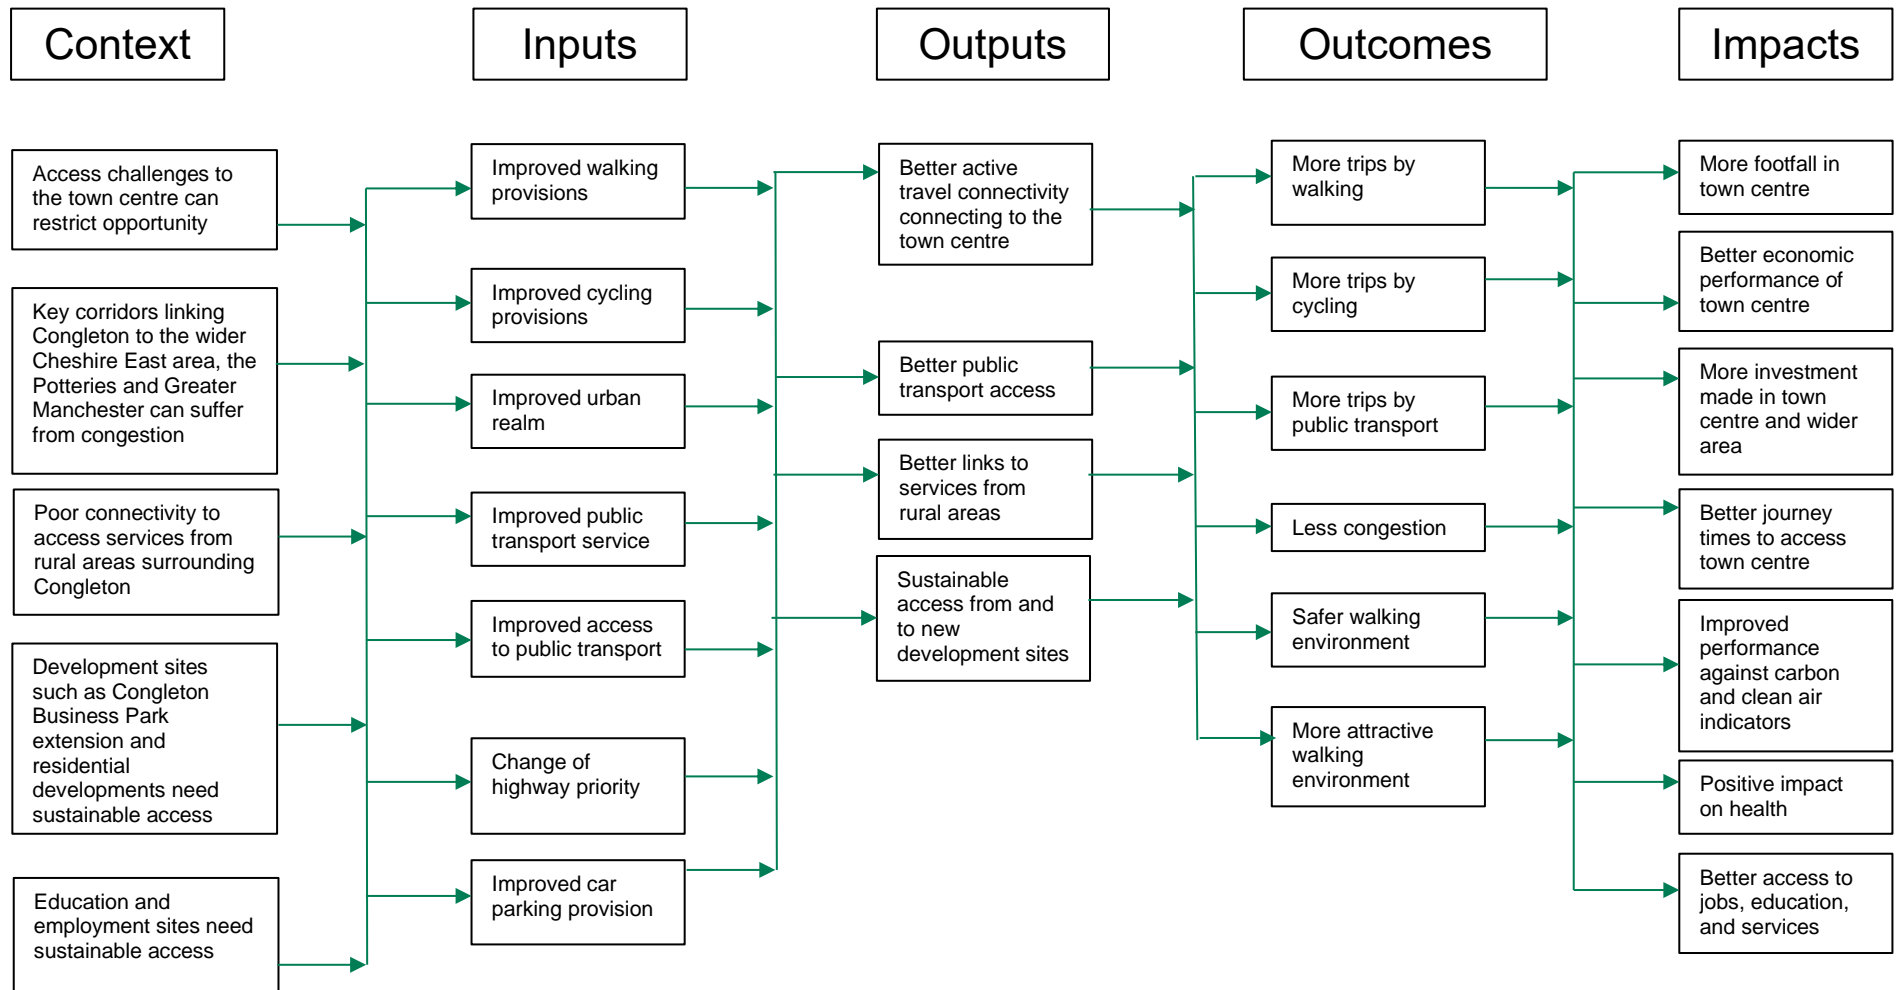 Context
Inputs
Outputs
Outcomes
Impacts
Access challenges to
the town centre can
restrict opportunity
Key corridors linking
Congleton to the wider
Cheshire East area, the
Potteries and Greater
Manchester can suffer
from congestion
Poor connectivity to
access services from
rural areas surrounding
Congleton
Development sites
such as Congleton
Business Park
extension and
residential
developments need
sustainable access
Education and
employment sites need
sustainable access
Improved walking
provisions
Improved cycling
provisions
Improved urban
realm
Improved public
transport service
Improved access
to public transport
Change of
highway priority
Improved car
parking provision
Better active
travel connectivity
connecting to the
town centre
Better public
transport access
Better links to
services from
rural areas
Sustainable
access from and
to new
development sites
More trips by
walking
More trips by
cycling
More trips by
public transport
Less congestion
Safer walking
environment
More attractive
walking
environment
More footfall in
town centre
Better economic
performance of
town centre
More investment
made in town
centre and wider
area
Better journey
times to access
town centre
Improved
performance
against carbon
and clean air
indicators
Positive impact
on health
Better access to
jobs, education,
and services